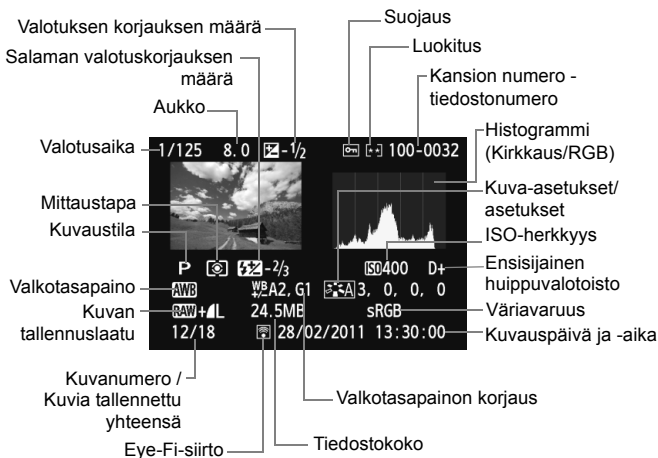 Valotuksen korjauksen määrä
Suojaus
Salaman valotuskorjauksen
määrä
Luokitus
Kansion numero -
tiedostonumero
Aukko
Valotusaika
1/125 8.0 -1/2 100-0032
Histogrammi
(Kirkkaus/RGB)
Mittaustapa
Kuva-asetukset/
asetukset
Kuvaustila
ISO-herkkyys
P -2/3 ISO400 D+
Ensisijainen
huippuvalotoisto
Valkotasapaino
AWB WB A2, G1 A 3, 0, 0, 0
Kuvan
tallennuslaatu
RAW+L 24.5MB sRGB
Väriavaruus
12/18 28/02/2011 13:30:00
Kuvauspäivä ja -aika
Kuvanumero /
Kuvia tallennettu
yhteensä
Valkotasapainon korjaus
Eye-Fi-siirto
Tiedostokoko